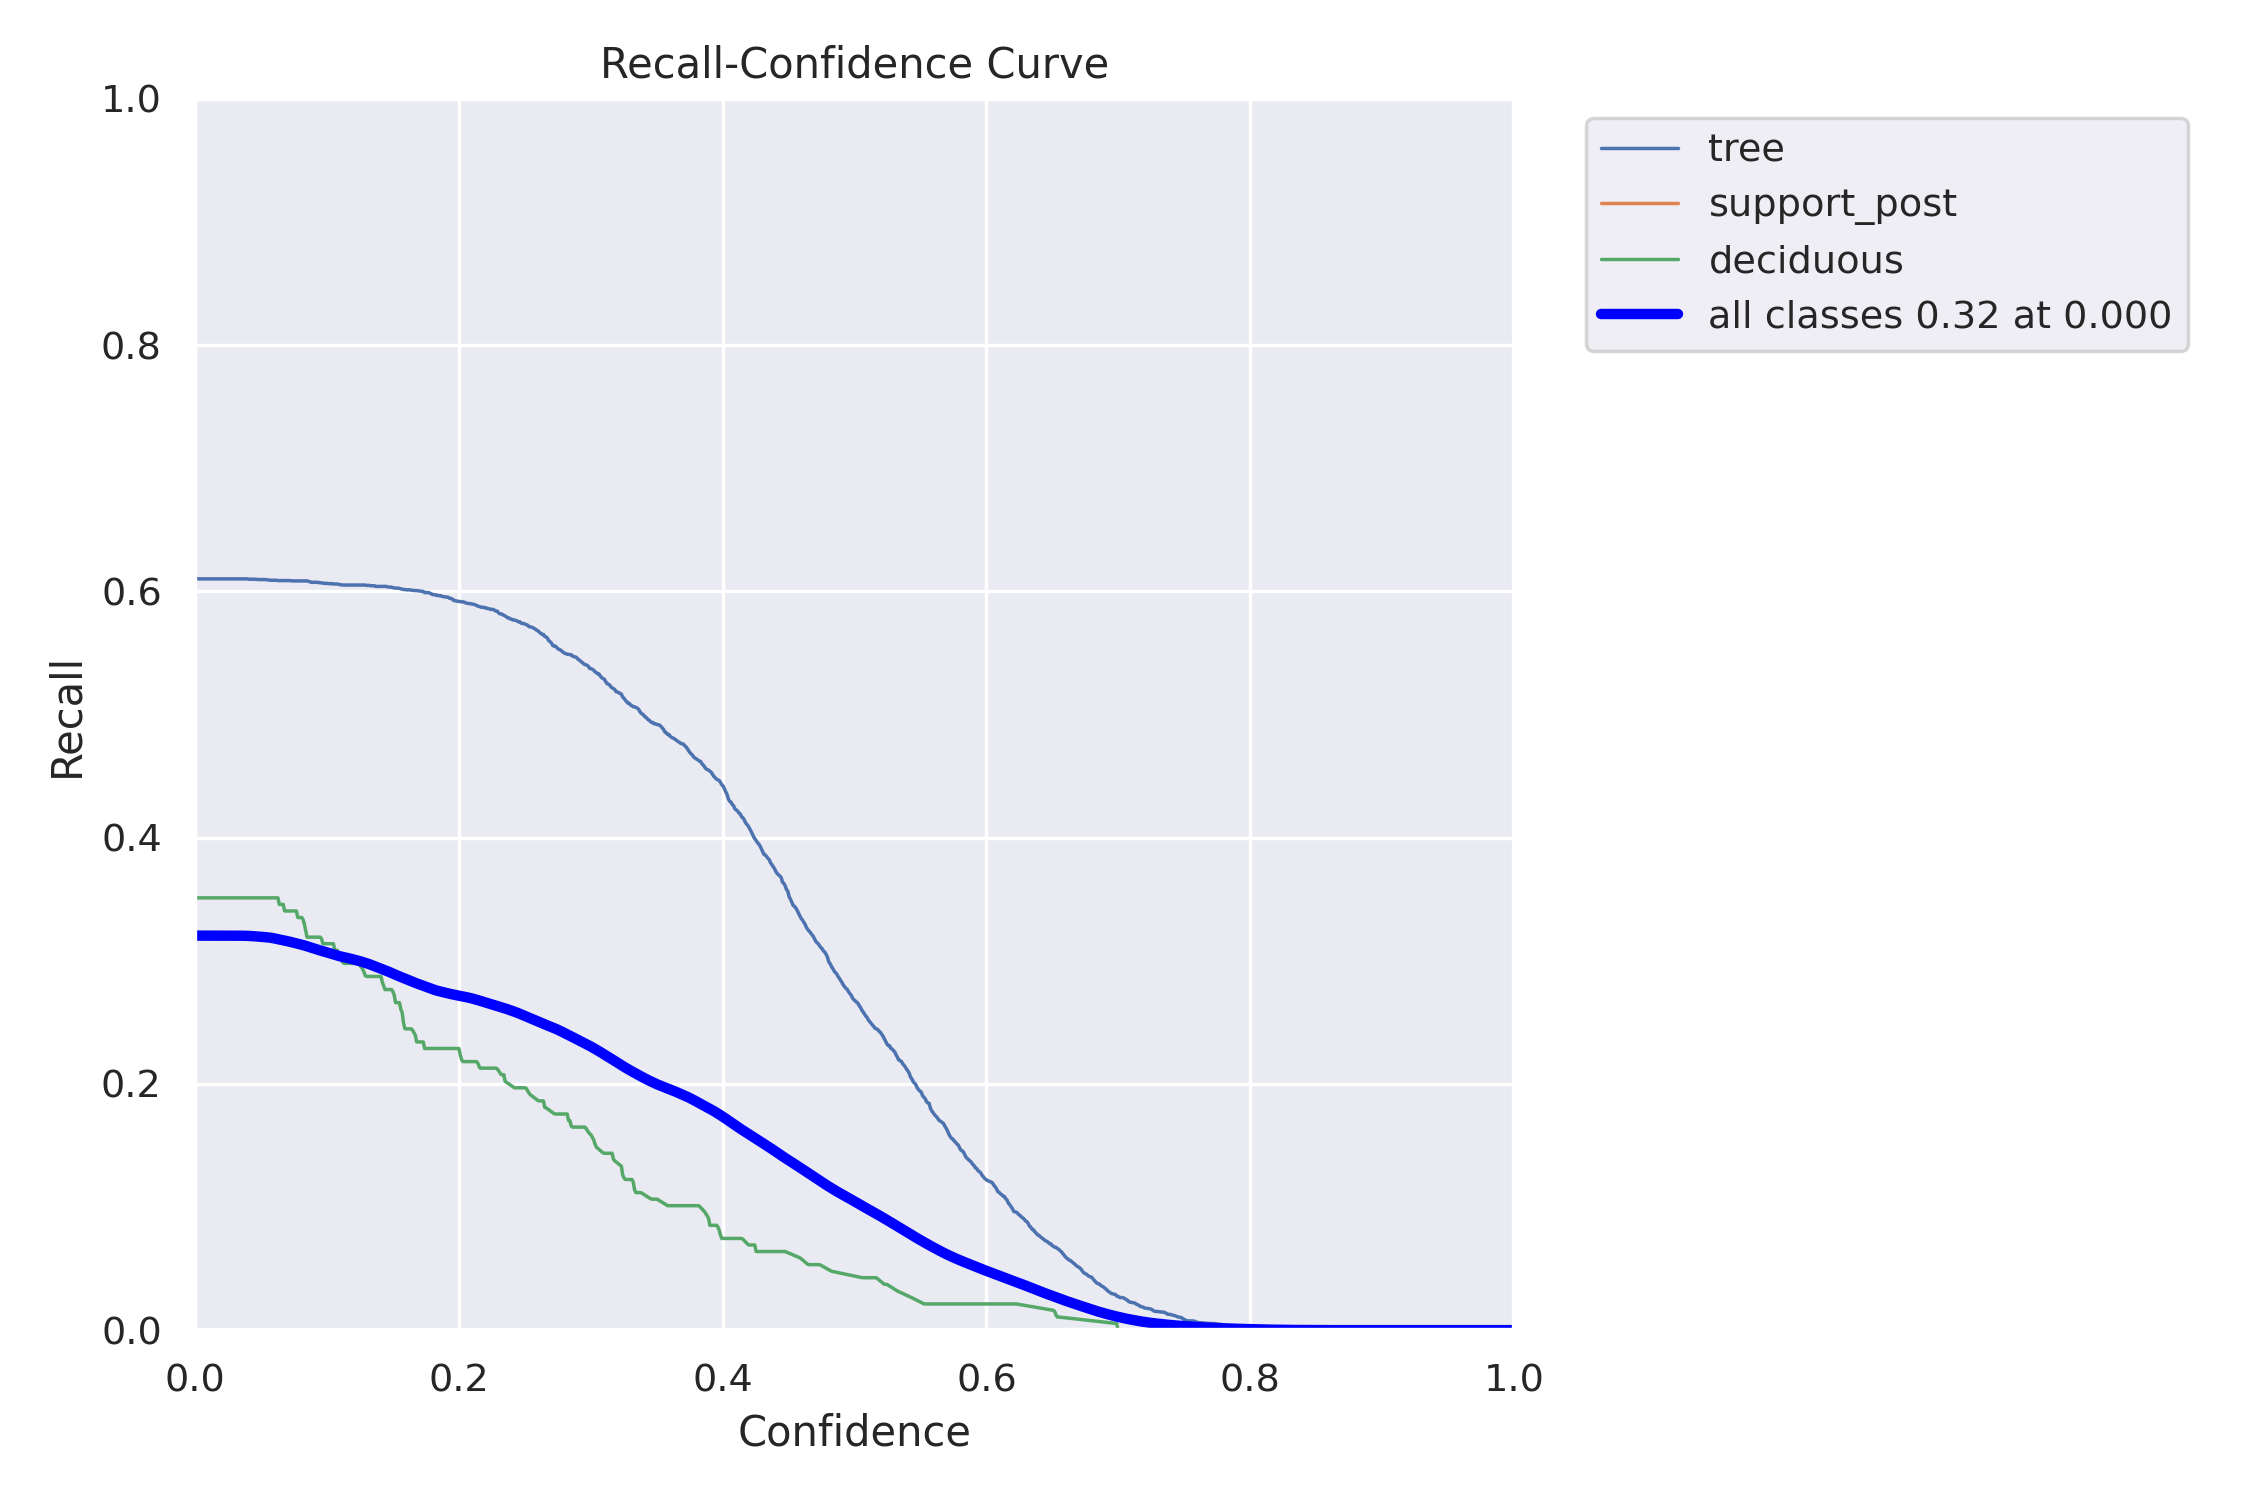 Recall-Confidence Curve
1.0
0.8
0.6
0.4
0.2
0.0
Recall
0.0 0.2 0.4 0.6 0.8 1.0
Confidence
tree
support_post
deciduous
all classes 0.32 at 0.000